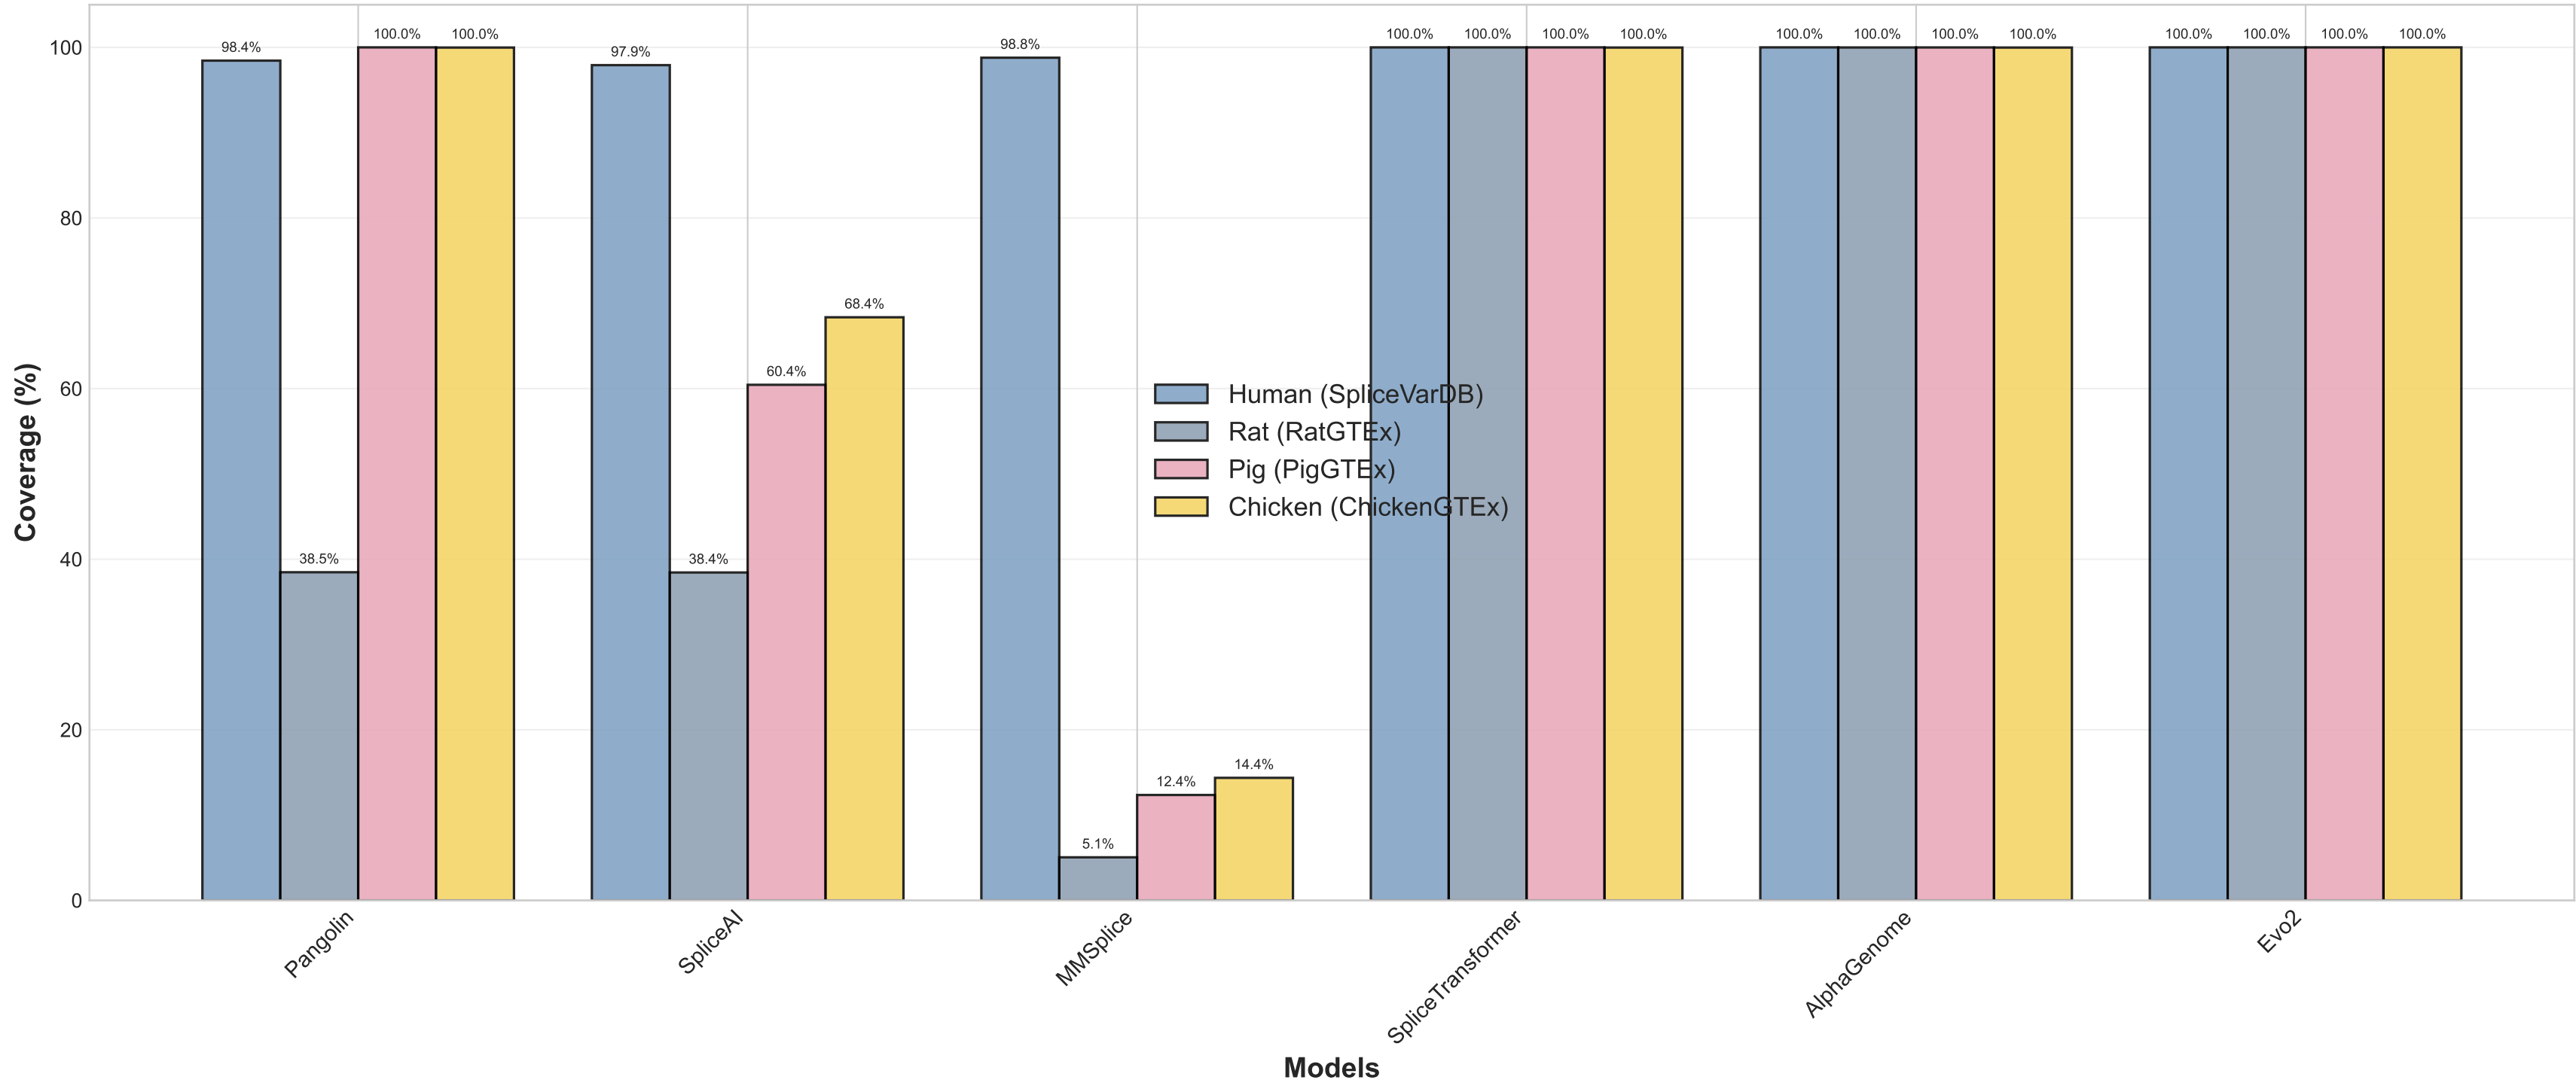 Coverage (%)
100
80
60
40
20
0
98.4%
38.5%
100.0%
100.0%
97.9%
38.4%
60.4%
68.4%
98.8%
5.1%
12.4%
14.4%
100.0%
100.0%
100.0%
100.0%
100.0%
100.0%
100.0%
100.0%
100.0%
100.0%
100.0%
100.0%
Human (SpliceVarDB)
Rat (RatGTEx)
Pig (PigGTEx)
Chicken (ChickenGTEx)
Pangolin
SpliceAI
MMSplice
SpliceTransformer
AlphaGenome
Evo2
Models